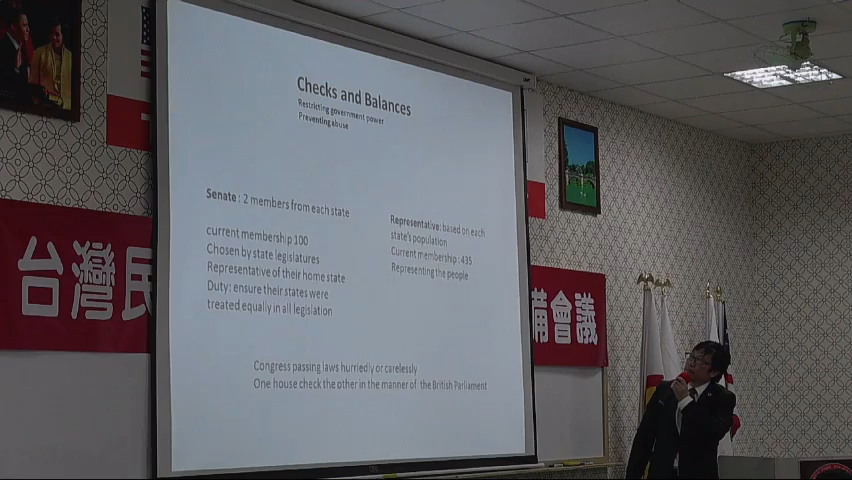 Checks and Balances
Restricting government power
Preventing abuse
Senate : 2 members from each state
current membership 100
Chosen by state legislatures
Representative of their home state
Duty: ensure their states were
treated equally in all legislation
Representative: based on each
state's population
Current membership : 435
Representing the people
Congress passing laws hurriedly or carelessly
One house check the other in the manner of the British Parliament
台灣民
備會議